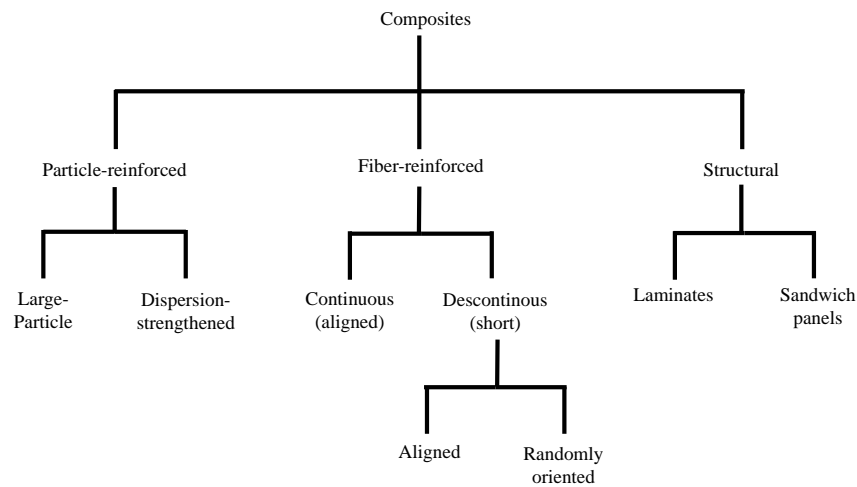 Composites
Particle-reinforced
Fiber-reinforced
Structural
Large-
Particle
Dispersion-
strengthened
Continuous
(aligned)
Descontinous
(short)
Laminates
Sandwich
panels
Aligned
Randomly
oriented